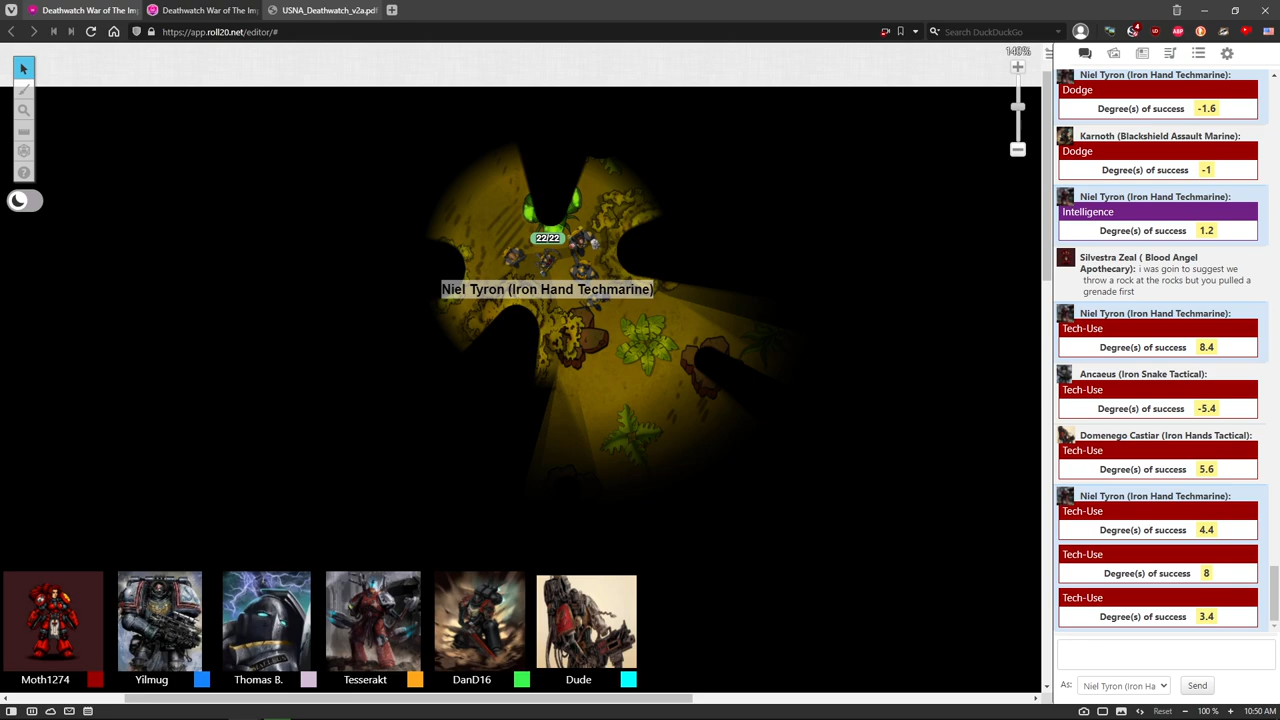 Deathwatch War of The Imp
Deathwatch War of The Imp
USNA_Deathwatch_v2a.pdf
https://app.roll20.net/editor/#
Search DuckDuckGo
140%
22/22
Niel Tyron (Iron Hand Techmarine)
Moth1274
Yilmug
Thomas B.
Tesserakt
DanD16
Dude
Niel Tyron (Iron Hand Techmarine):
Dodge
Degree(s) of success -1.6
Karnoth (Blackshield Assault Marine):
Dodge
Degree(s) of success -1
Niel Tyron (Iron Hand Techmarine):
Intelligence
Degree(s) of success 1.2
Silvestra Zeal ( Blood Angel
Apothecary): i was goin to suggest we
throw a rock at the rocks but you pulled a
grenade first
Niel Tyron (Iron Hand Techmarine):
Tech-Use
Degree(s) of success 8.4
Ancaeus (Iron Snake Tactical):
Tech-Use
Degree(s) of success -5.4
Domenego Castiar (Iron Hands Tactical):
Tech-Use
Degree(s) of success 5.6
Niel Tyron (Iron Hand Techmarine):
Tech-Use
Degree(s) of success 4.4
Tech-Use
Degree(s) of success 8
Tech-Use
Degree(s) of success 3.4
As: Niel Tyron (Iron Ha Send
Reset 100 % 10:50 AM